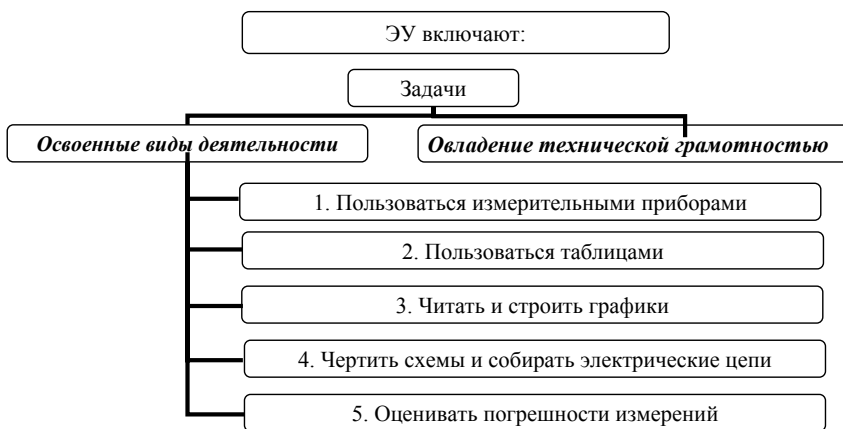 ЭУ включают:
Задачи
Освоенные виды деятельности
Овладение технической грамотностью
1. Пользоваться измерительными приборами
2. Пользоваться таблицами
3. Читать и строить графики
4. Чертить схемы и собирать электрические цепи
5. Оценивать погрешности измерений